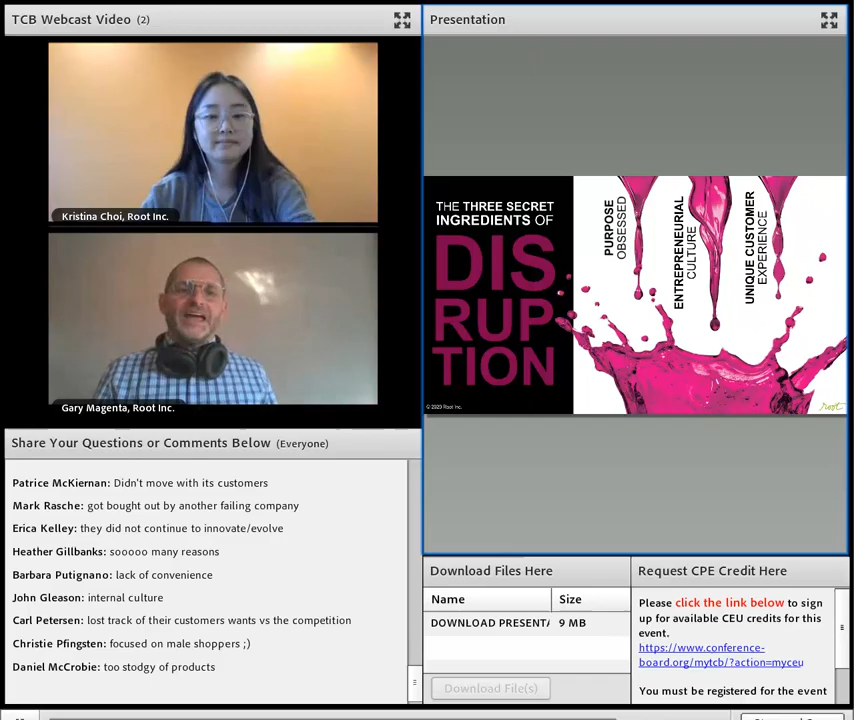 TCB Webcast Video (2)
Kristina Choi, Root Inc.
Gary Magenta, Root Inc.
Share Your Questions or Comments Below (Everyone)
Patrice McKiernan: Didn't move with its customers
Mark Rasche: got bought out by another failing company
Erica Kelley: they did not continue to innovate/evolve
Heather Gillbanks: sooooo many reasons
Barbara Putignano: lack of convenience
John Gleason: internal culture
Carl Petersen: lost track of their customers wants vs the competition
Christie Pfingsten: focused on male shoppers ;)
Daniel McCrobie: too stodgy of products
Presentation
THE THREE SECRET
INGREDIENTS OF
DIS
RUP
TION
© 2020 Root Inc.
PURPOSE
OBSESSED
ENTREPRENEURIAL
CULTURE
UNIQUE CUSTOMER
EXPERIENCE
root
Download Files Here
Name Size
DOWNLOAD PRESENTA 9 MB
Download File(s)
Request CPE Credit Here
Please click the link below to sign
up for available CEU credits for this
event.
https://www.conference-
board.org/mytcb/?action=myceu
You must be registered for the event